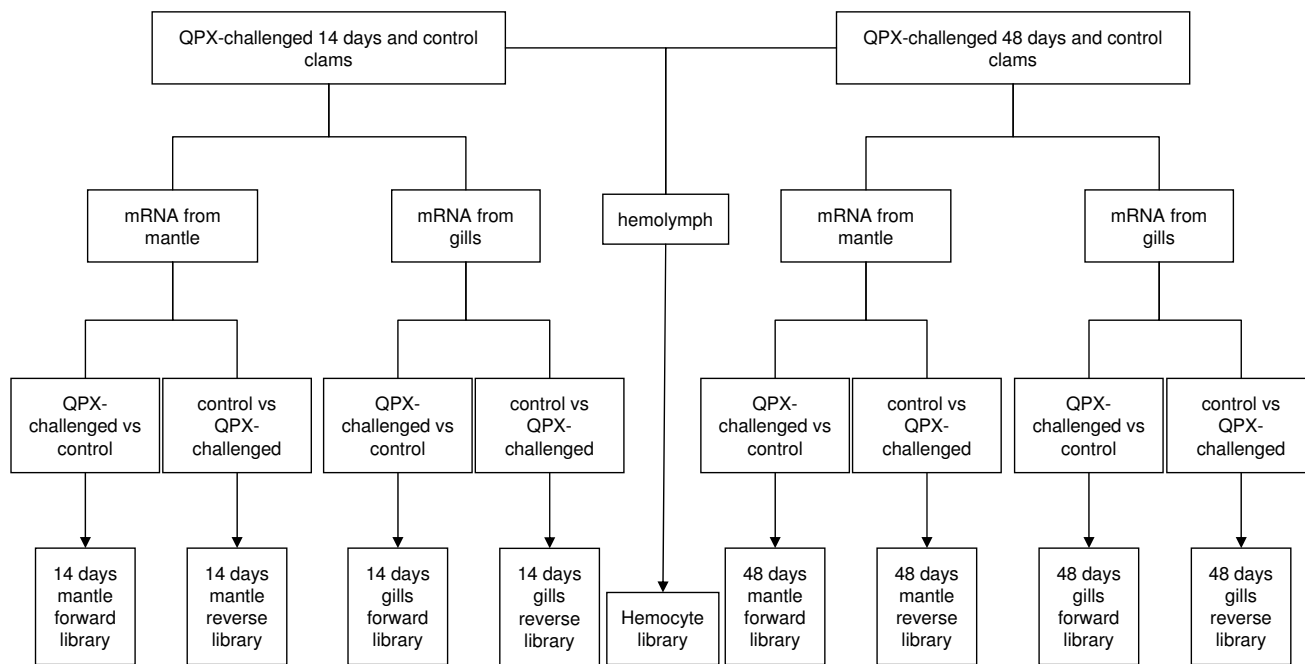 QPX-challenged 14 days and control
clams
QPX-challenged 48 days and control
clams
mRNA from
mantle
mRNA from
gills
hemolymph
mRNA from
mantle
mRNA from
gills
QPX-
challenged vs
control
control vs
QPX-
challenged
QPX-
challenged vs
control
control vs
QPX-
challenged
QPX-
challenged vs
control
control vs
QPX-
challenged
QPX-
challenged vs
control
control vs
QPX-
challenged
14 days
mantle
forward
library
14 days
mantle
reverse
library
14 days
gills
forward
library
14 days
gills
reverse
library
Hemocyte
library
48 days
mantle
forward
library
48 days
mantle
reverse
library
48 days
gills
forward
library
48 days
gills
reverse
library